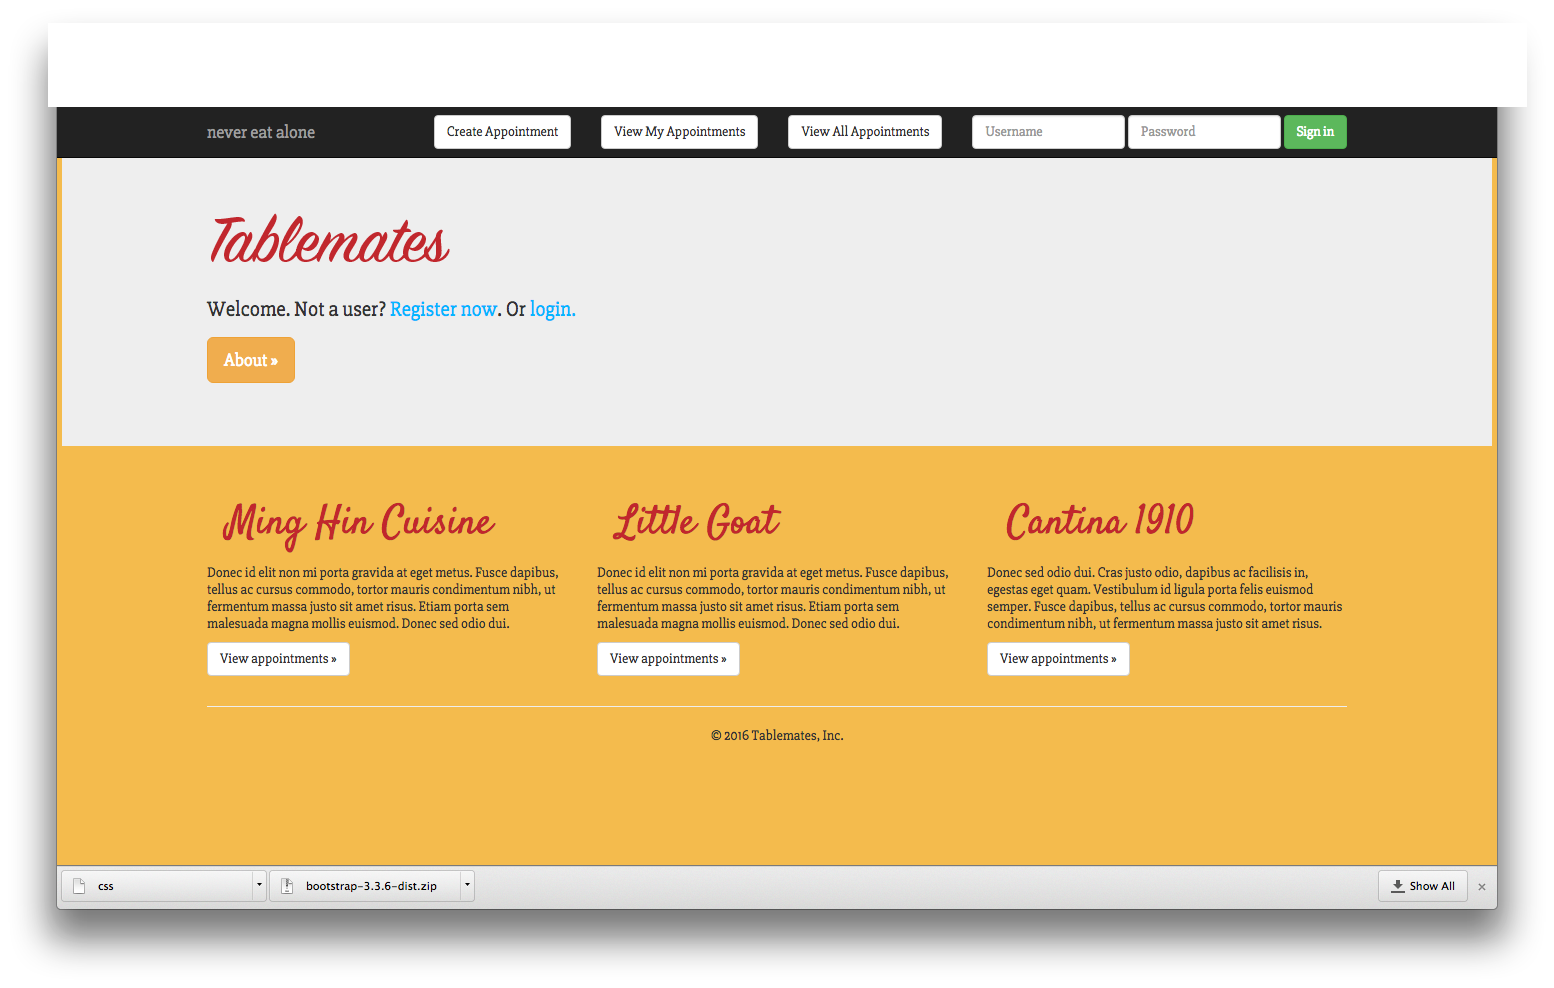 never eat alone
Create Appointment
View My Appointments
View All Appointments
Username
Password
Sign in
Tablemates
Welcome. Not a user? Register now. Or login.
About »
Ming Hin Cuisine
Donec id elit non mi porta gravida at eget metus. Fusce dapibus,
tellus ac cursus commodo, tortor mauris condimentum nibh, ut
fermentum massa justo sit amet risus. Etiam porta sem
malesuada magna mollis euismod. Donec sed odio dui.
View appointments »
Little Goat
Donec id elit non mi porta gravida at eget metus. Fusce dapibus,
tellus ac cursus commodo, tortor mauris condimentum nibh, ut
fermentum massa justo sit amet risus. Etiam porta sem
malesuada magna mollis euismod. Donec sed odio dui.
View appointments »
Cantina 1910
Donec sed odio dui. Cras justo odio, dapibus ac facilisis in,
egestas eget quam. Vestibulum id ligula porta felis euismod
semper. Fusce dapibus, tellus ac cursus commodo, tortor mauris
condimentum nibh, ut fermentum massa justo sit amet risus.
View appointments »
© 2016 Tablemates, Inc.
css
bootstrap-3.3.6-dist.zip
Show All